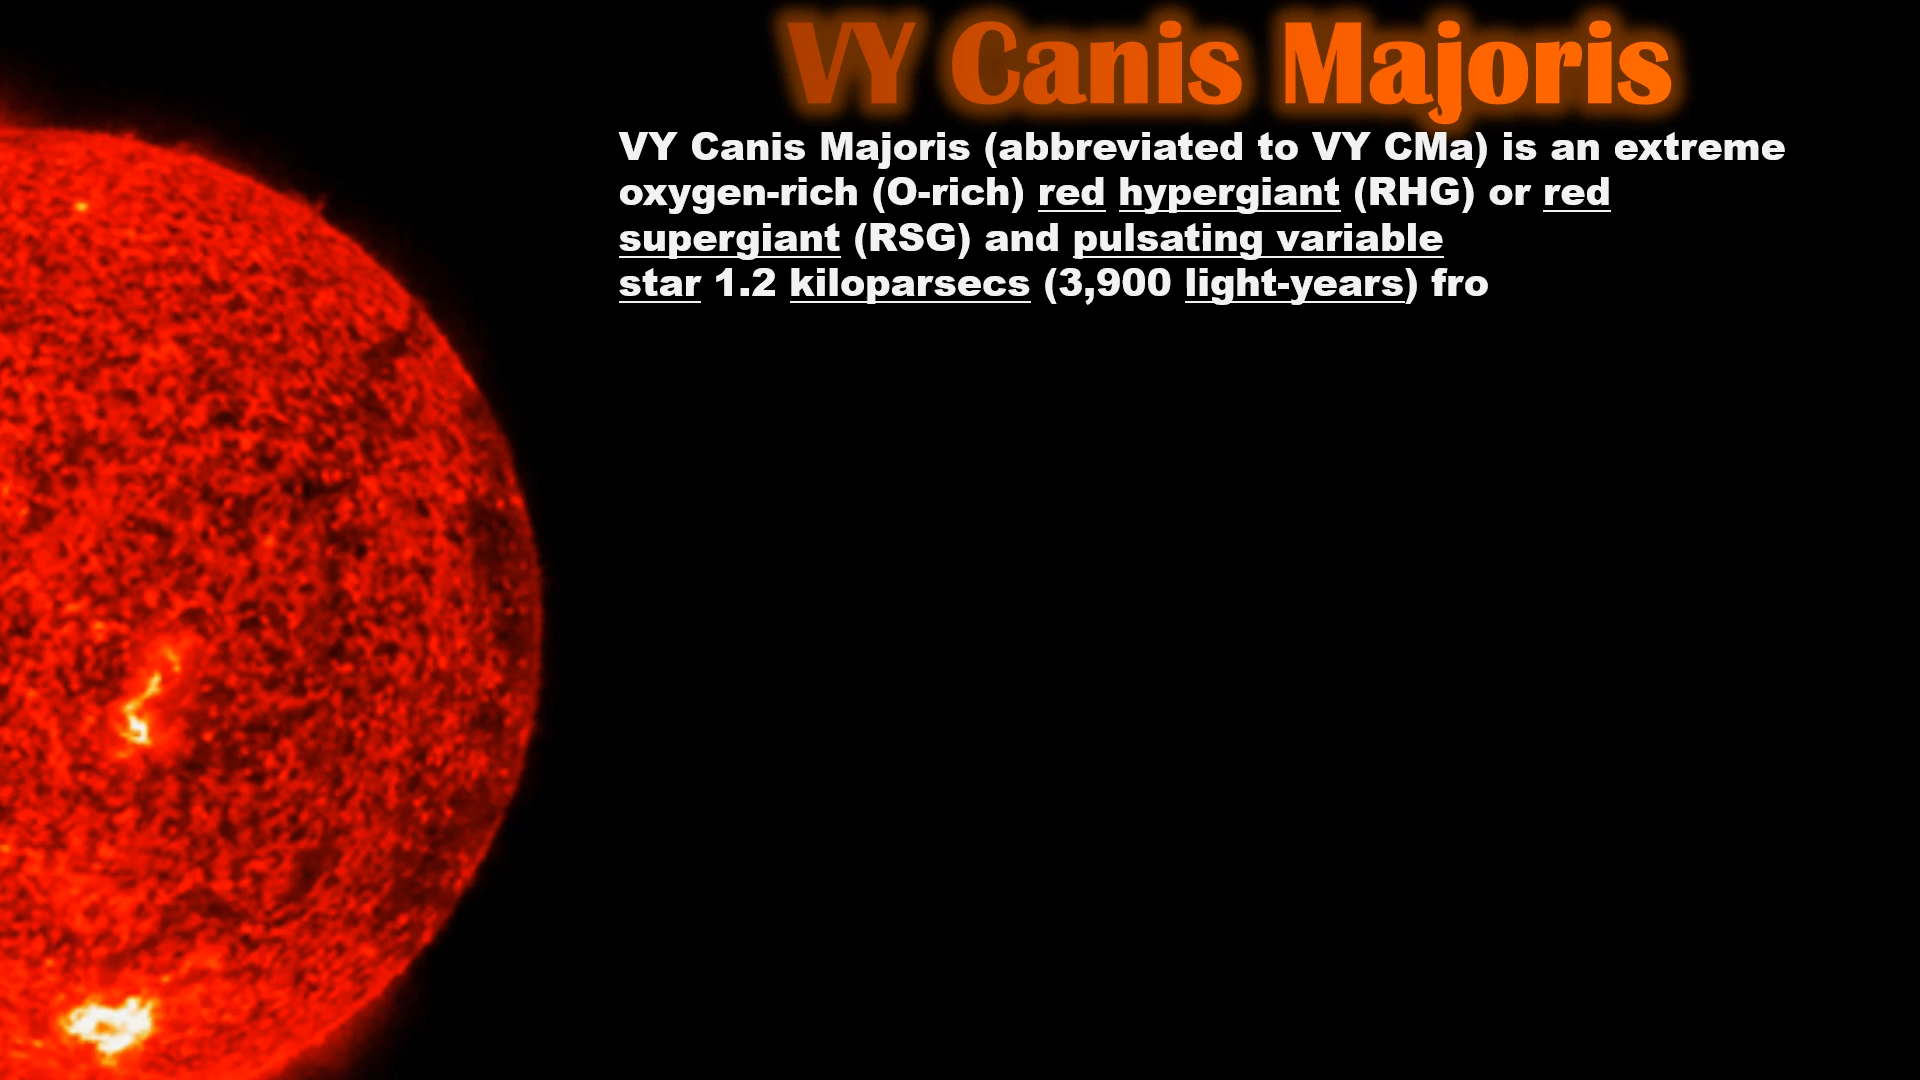 VY Canis Majoris
VY Canis Majoris (abbreviated to VY CMa) is an extreme
oxygen-rich (O-rich) red hypergiant (RHG) or red
supergiant (RSG) and pulsating variable
star 1.2 kiloparsecs (3,900 light-years) fro